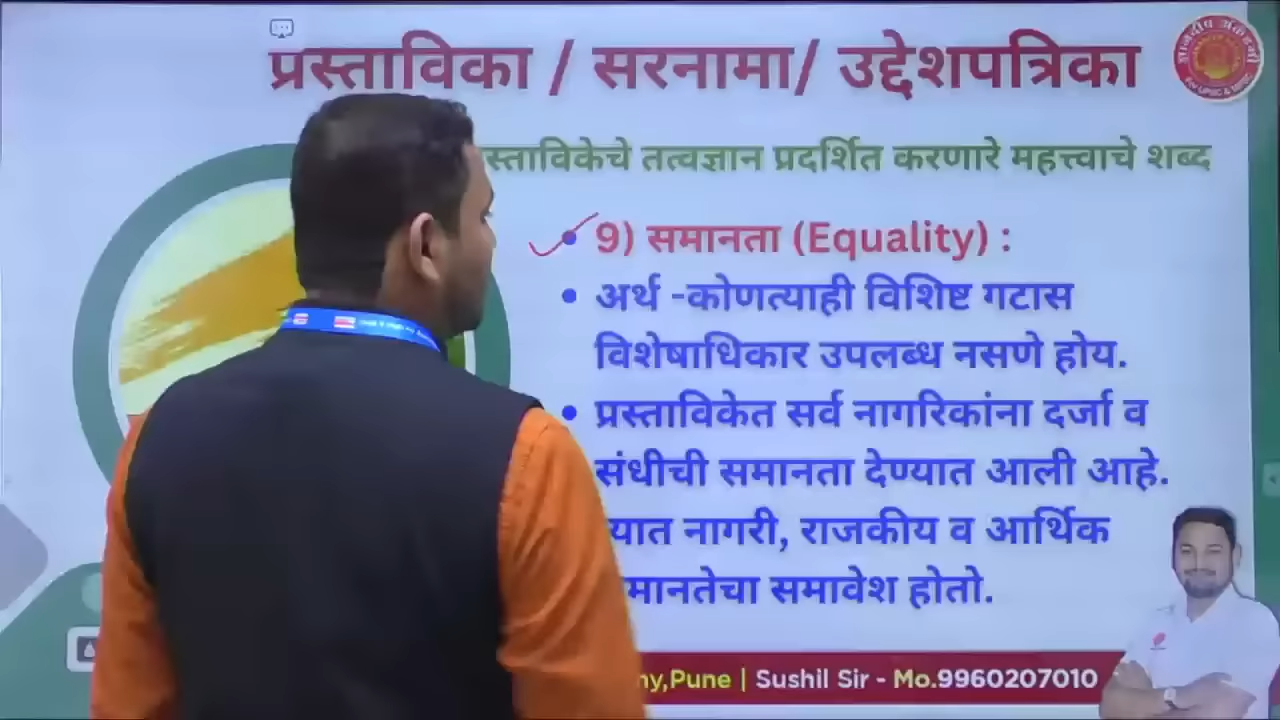 प्रस्ताविका / सरनामा/ उद्देशपत्रिका
स्ताविकेचे तत्वज्ञान प्रदर्शित करणारे महत्त्वाचे शब्द
9) समानता (Equality) :
अर्थ -कोणत्याही विशिष्ट गटास
विशेषाधिकार उपलब्ध नसणे होय.
प्रस्ताविकेत सर्व नागरिकांना दर्जा व
संधीची समानता देण्यात आली आहे.
यात नागरी, राजकीय व आर्थिक
मानतेचा समावेश होतो.
ny,Pune | Sushil Sir - Mo.9960207010